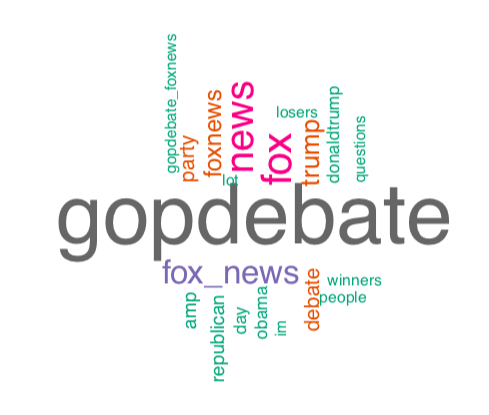 gopdebate_foxnews
party
foxnews
news
fox
losers
trump
donaldtrump
questions
gopdebate
fox_news
amp
republican
day
obama
im
debate
winners
people